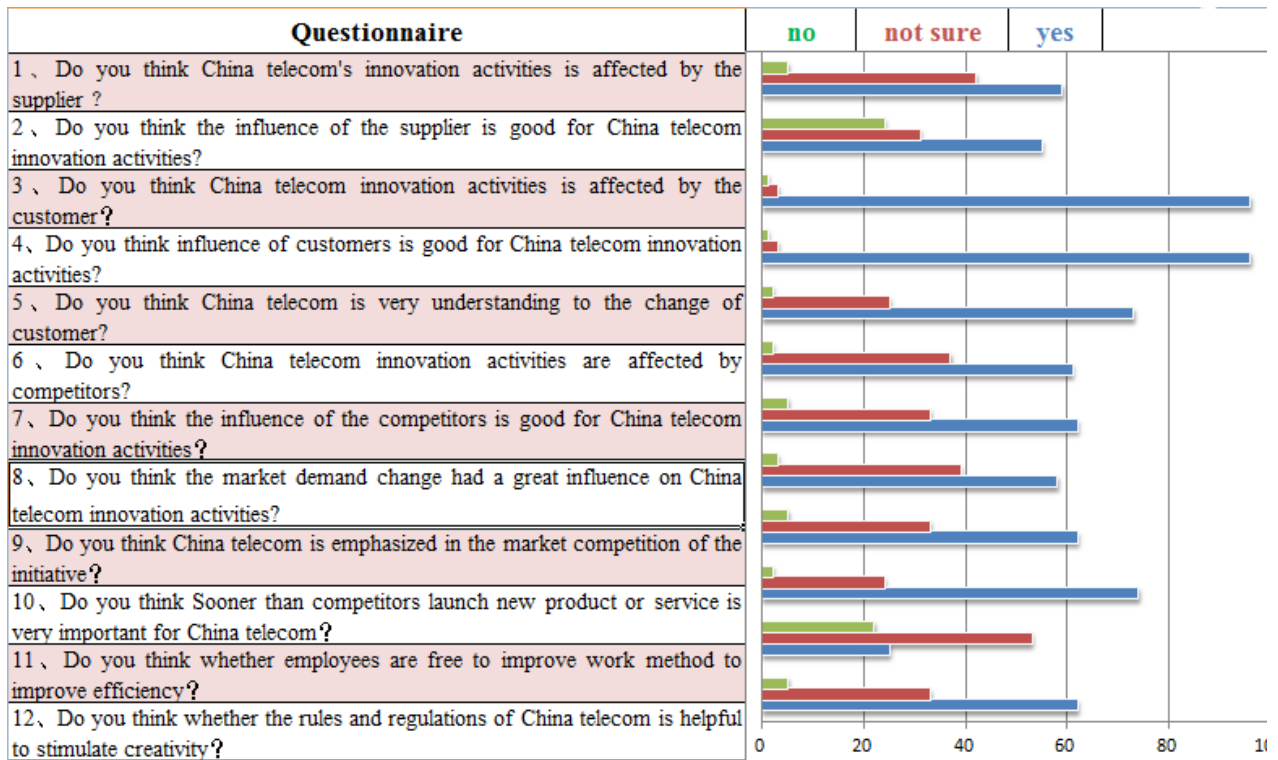 Questionnaire no not sure yes
1、Do you think China telecom's innovation activities is affected by the
supplier ?
2、Do you think the influence of the supplier is good for China telecom
innovation activities?
3、Do you think China telecom innovation activities is affected by the
customer?
4、Do you think influence of customers is good for China telecom innovation
activities?
5、Do you think China telecom is very understanding to the change of
customer?
6、Do you think China telecom innovation activities are affected by
competitors?
7、Do you think the influence of the competitors is good for China telecom
innovation activities?
8、Do you think the market demand change had a great influence on China
telecom innovation activities?
9、Do you think China telecom is emphasized in the market competition of the
initiative?
10、Do you think Sooner than competitors launch new product or service is
very important for China telecom?
11、Do you think whether employees are free to improve work method to
improve efficiency?
12、Do you think whether the rules and regulations of China telecom is helpful
to stimulate creativity?
0 20 40 60 80